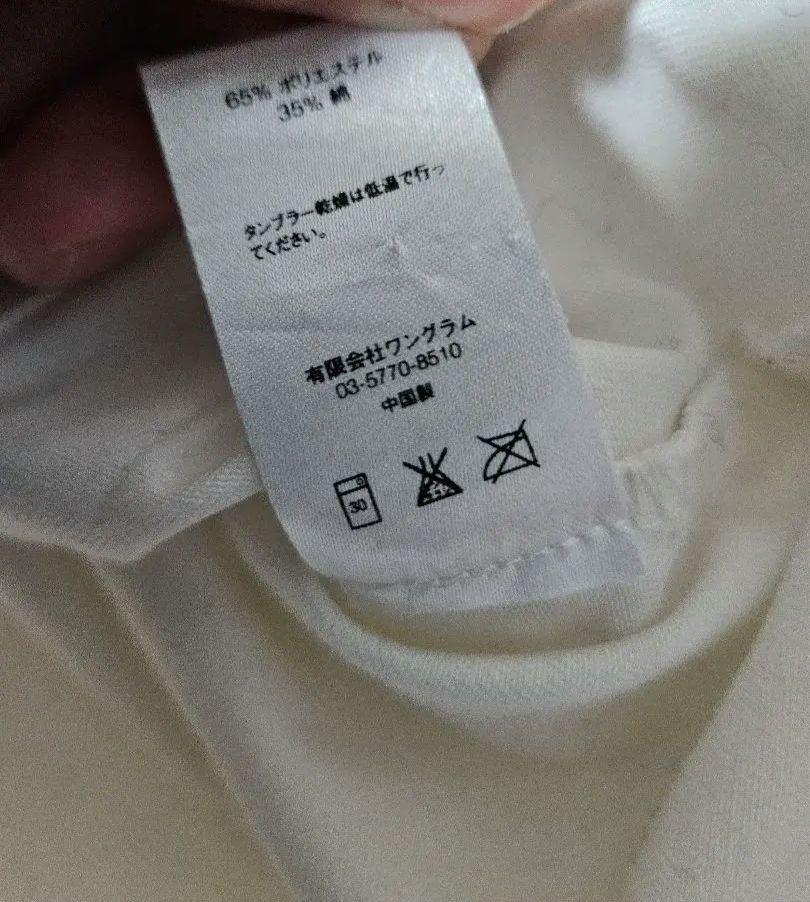 65% ポリエステル
35% 綿
タンブラー乾燥は低温で行っ
てください。
有限会社ワングラム
03-5770-8510
中国製
30